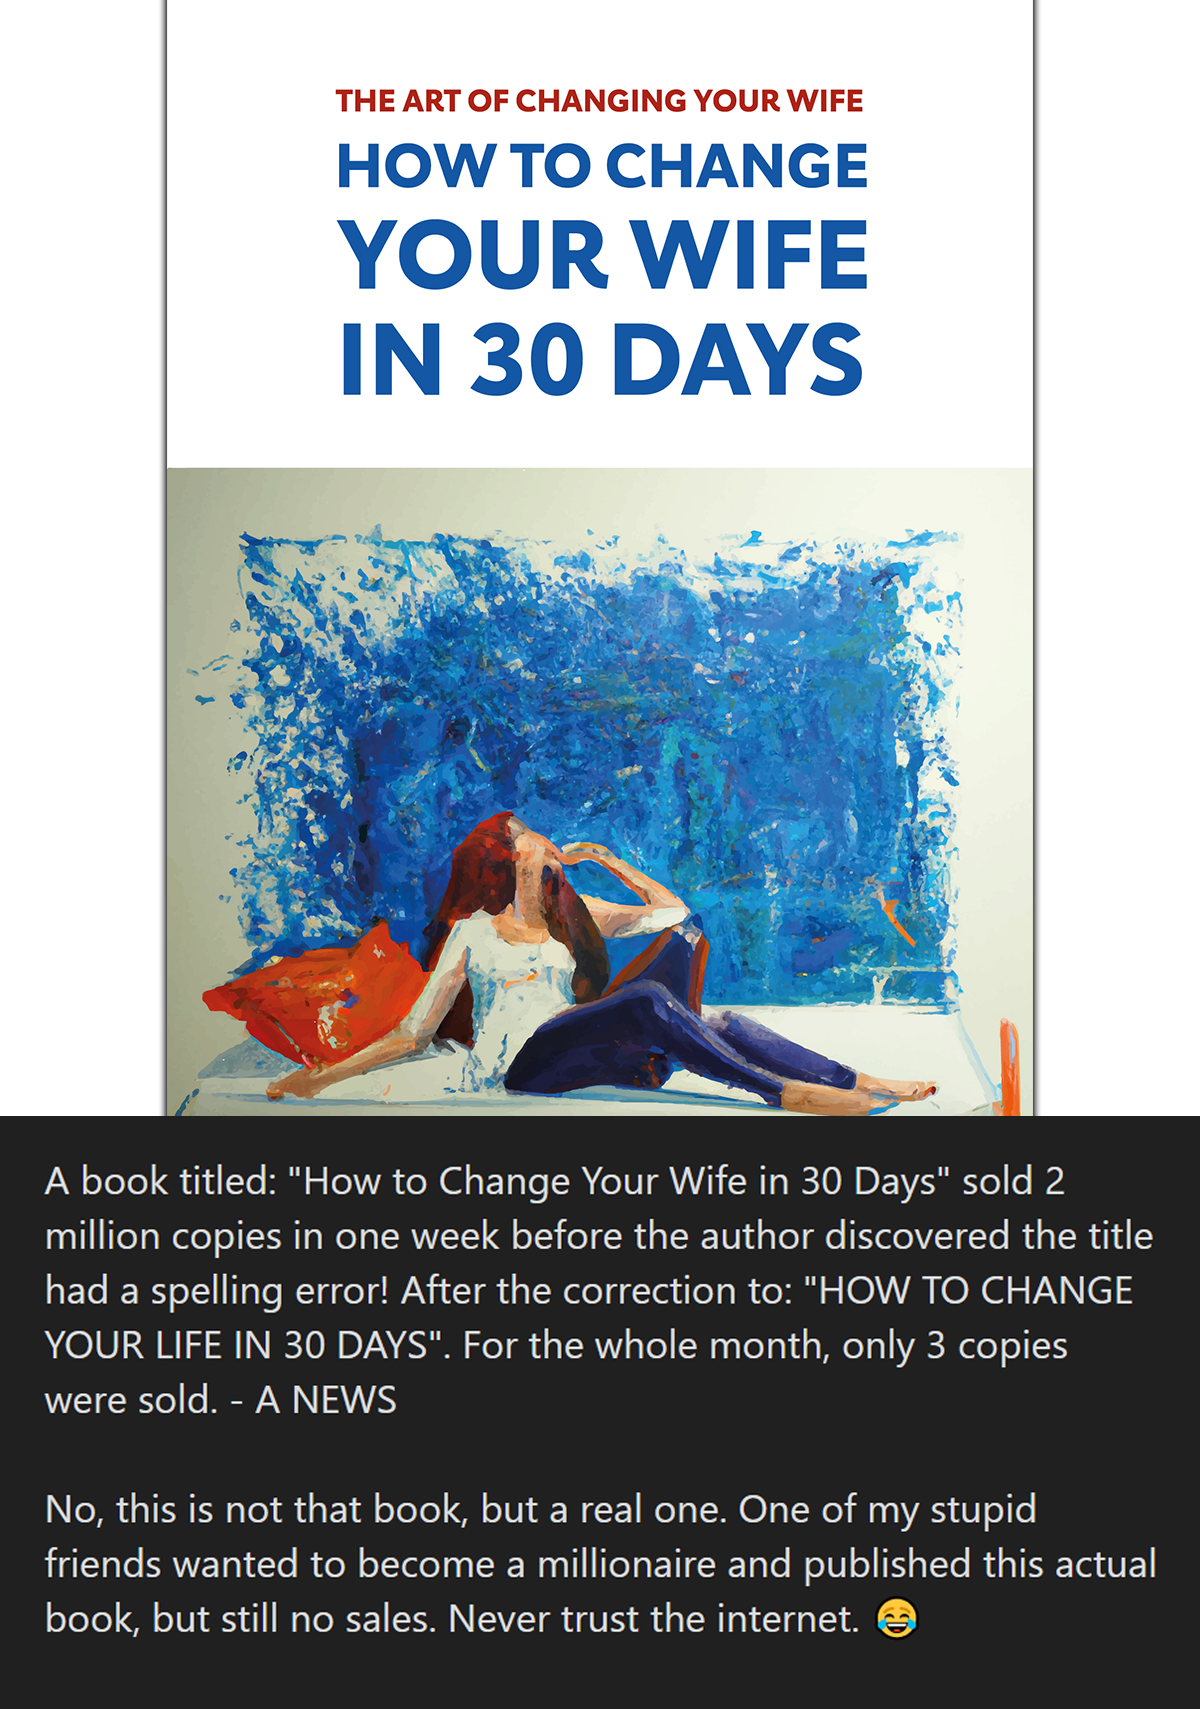 THE ART OF CHANGING YOUR WIFE
HOW TO CHANGE
YOUR WIFE
IN 30 DAYS
A book titled: "How to Change Your Wife in 30 Days" sold 2
million copies in one week before the author discovered the title
had a spelling error! After the correction to: "HOW TO CHANGE
YOUR LIFE IN 30 DAYS". For the whole month, only 3 copies
were sold. - A NEWS
No, this is not that book, but a real one. One of my stupid
friends wanted to become a millionaire and published this actual
book, but still no sales. Never trust the internet. 😂